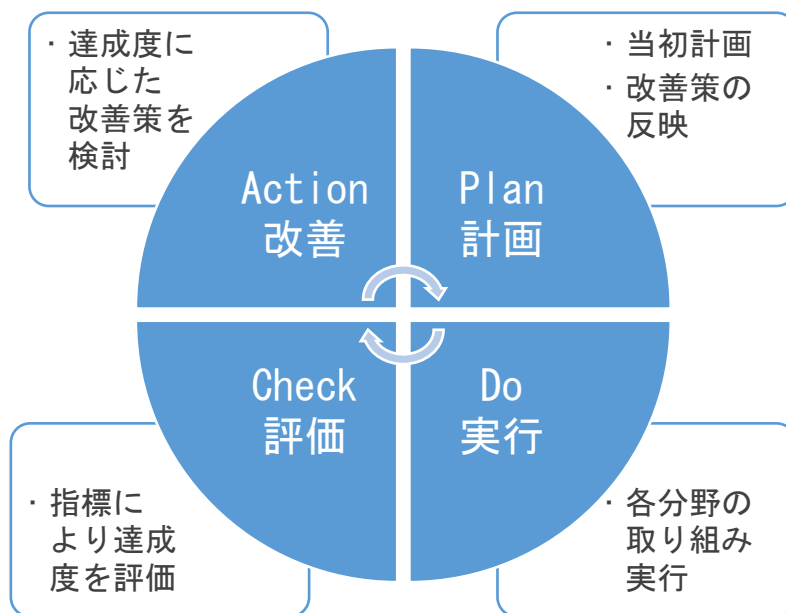 ・達成度に
応じた
改善策を
検討
・当初計画
・改善策の
反映
Action
改善
Plan
計画
Check
評価
Do
実行
・指標に
より達成
度を評価
・各分野の
取り組み
実行